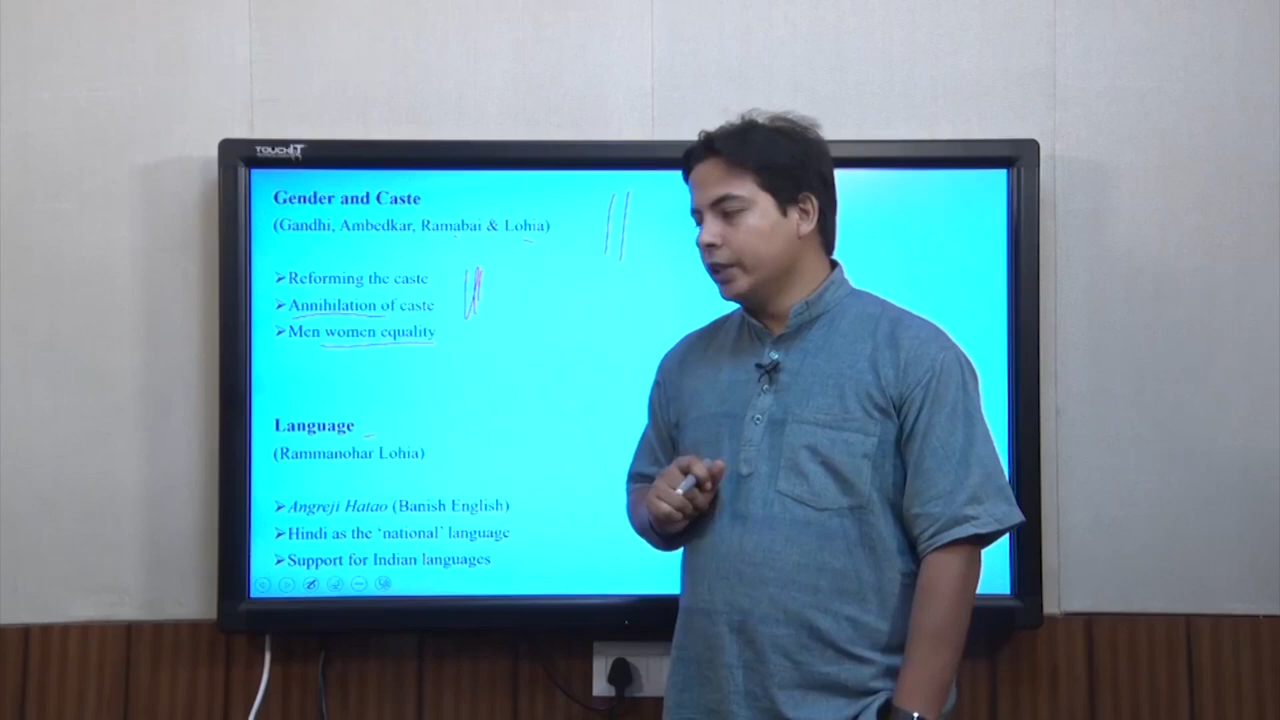 TOUCHIT
Gender and Caste
(Gandhi, Ambedkar, Ramabai & Lohia)
➢Reforming the caste
➢Annihilation of caste
➢Men women equality
Language
(Rammanohar Lohia)
➢Angreji Hatao (Banish English)
➢Hindi as the ‘national’ language
➢Support for Indian languages